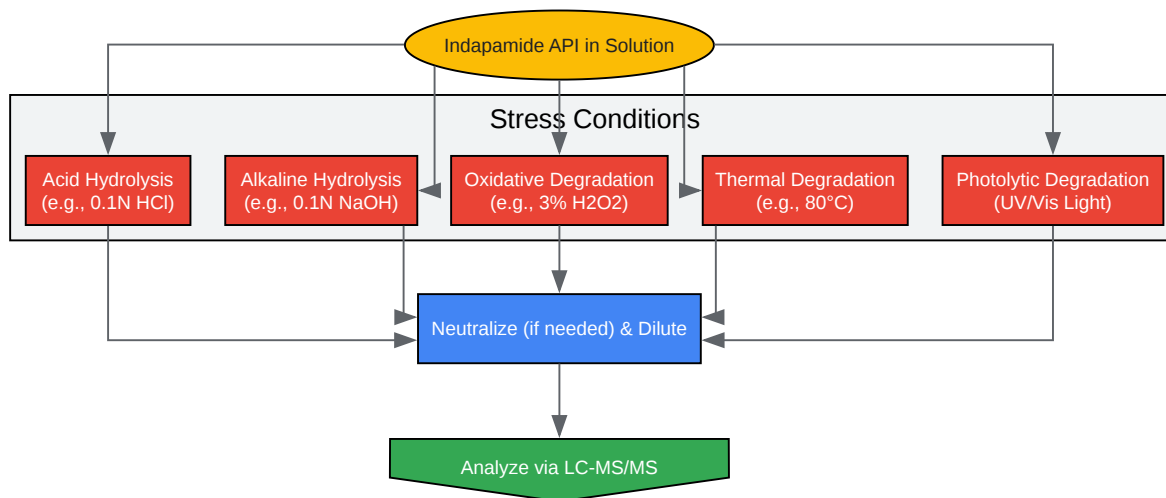 Indapamide API in Solution
Stress Conditions
Acid Hydrolysis
(e.g., 0.1N HCl)
Alkaline Hydrolysis
(e.g., 0.1N NaOH)
Oxidative Degradation
(e.g., 3% H2O2)
Thermal Degradation
(e.g., 80°C)
Photolytic Degradation
(UV/Vis Light)
Neutralize (if needed) & Dilute
Analyze via LC-MS/MS